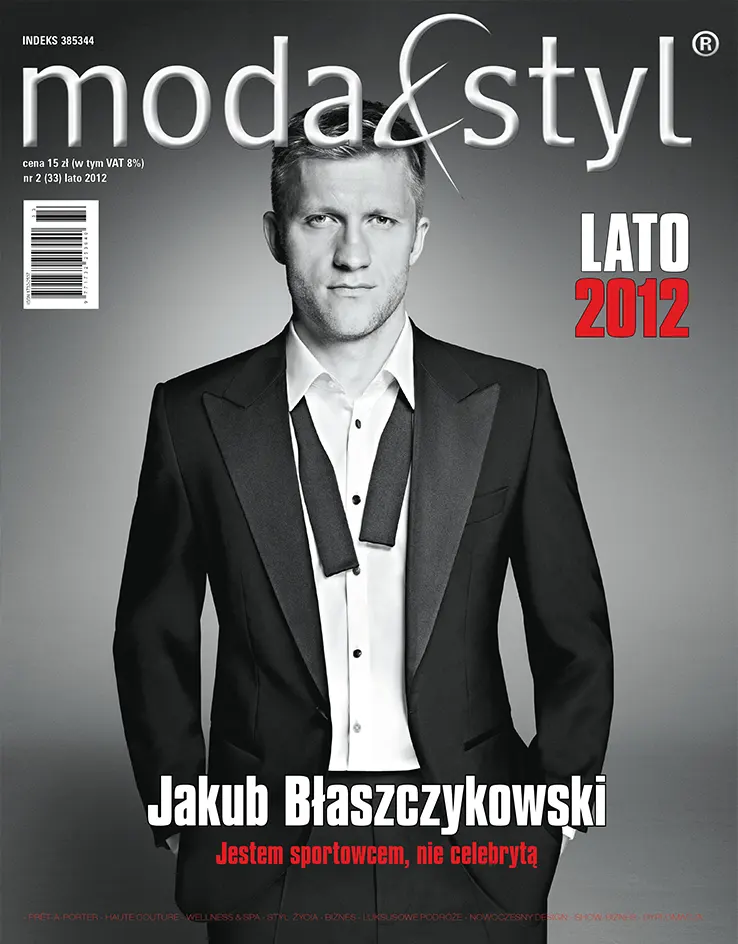 INDEKS 385344
moda&styl®
cena 15 zł (w tym VAT 8%)
nr 2 (33) lato 2012
LATO
2012
Jakub Błaszczykowski
Jestem sportowcem, nie celebrytą
- PRÊT-A-PORTER - HAUTE COUTURE - WELLNESS & SPA - STYL ŻYCIA - BIZNES - LUKSUSOWE PODRÓŻE - NOWOCZESNY DESIGN -